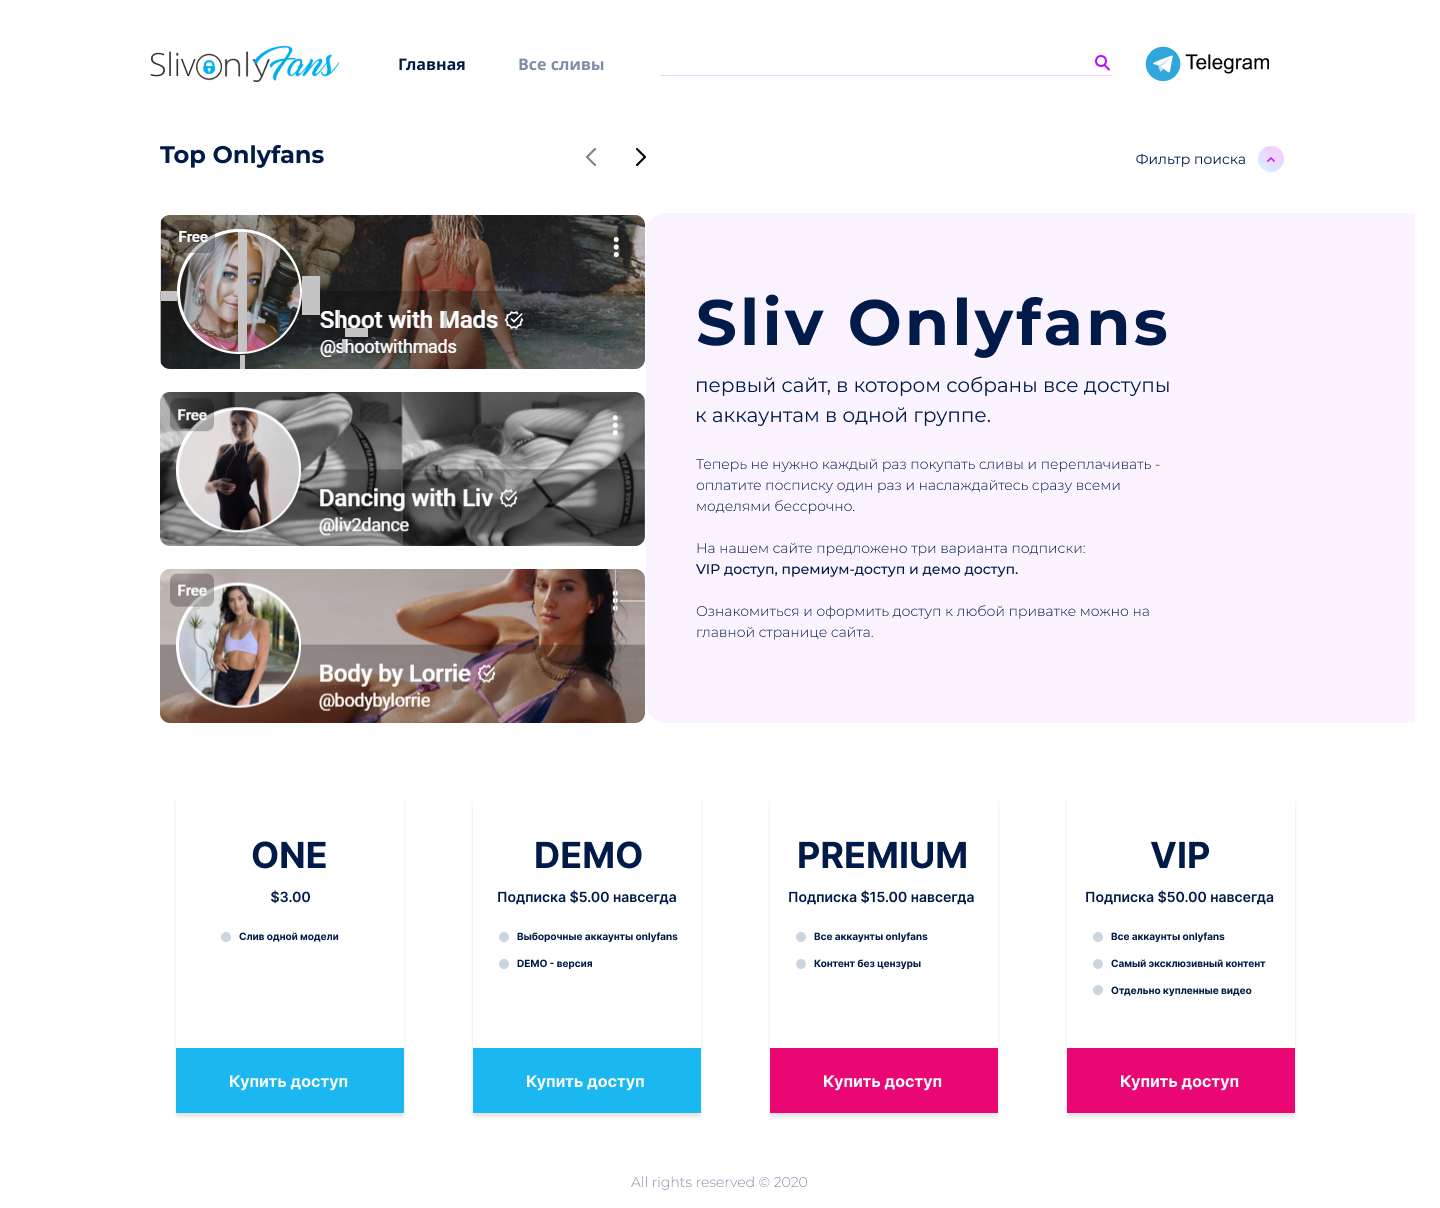 SlivOnlyFans
Главная
Все сливы
Telegram
Top Onlyfans
Фильтр поиска
Free
Shoot with Mads
@shootwithmads
Free
Dancing with Liv
@liv2dance
Free
Body by Lorrie
@bodybylorrie
Sliv Onlyfans
первый сайт, в котором собраны все доступы
к аккаунтам в одной группе.
Теперь не нужно каждый раз покупать сливы и переплачивать -
оплатите посписку один раз и наслаждайтесь сразу всеми
моделями бессрочно.
На нашем сайте предложено три варианта подписки:
VIP доступ, премиум-доступ и демо доступ.
Ознакомиться и оформить доступ к любой приватке можно на
главной странице сайта.
ONE
$3.00
Слив одной модели
Купить доступ
DEMO
Подписка $5.00 навсегда
Выборочные аккаунты onlyfans
DEMO - версия
Купить доступ
PREMIUM
Подписка $15.00 навсегда
Все аккаунты onlyfans
Контент без цензуры
Купить доступ
VIP
Подписка $50.00 навсегда
Все аккаунты onlyfans
Самый эксклюзивный контент
Отдельно купленные видео
Купить доступ
All rights reserved © 2020